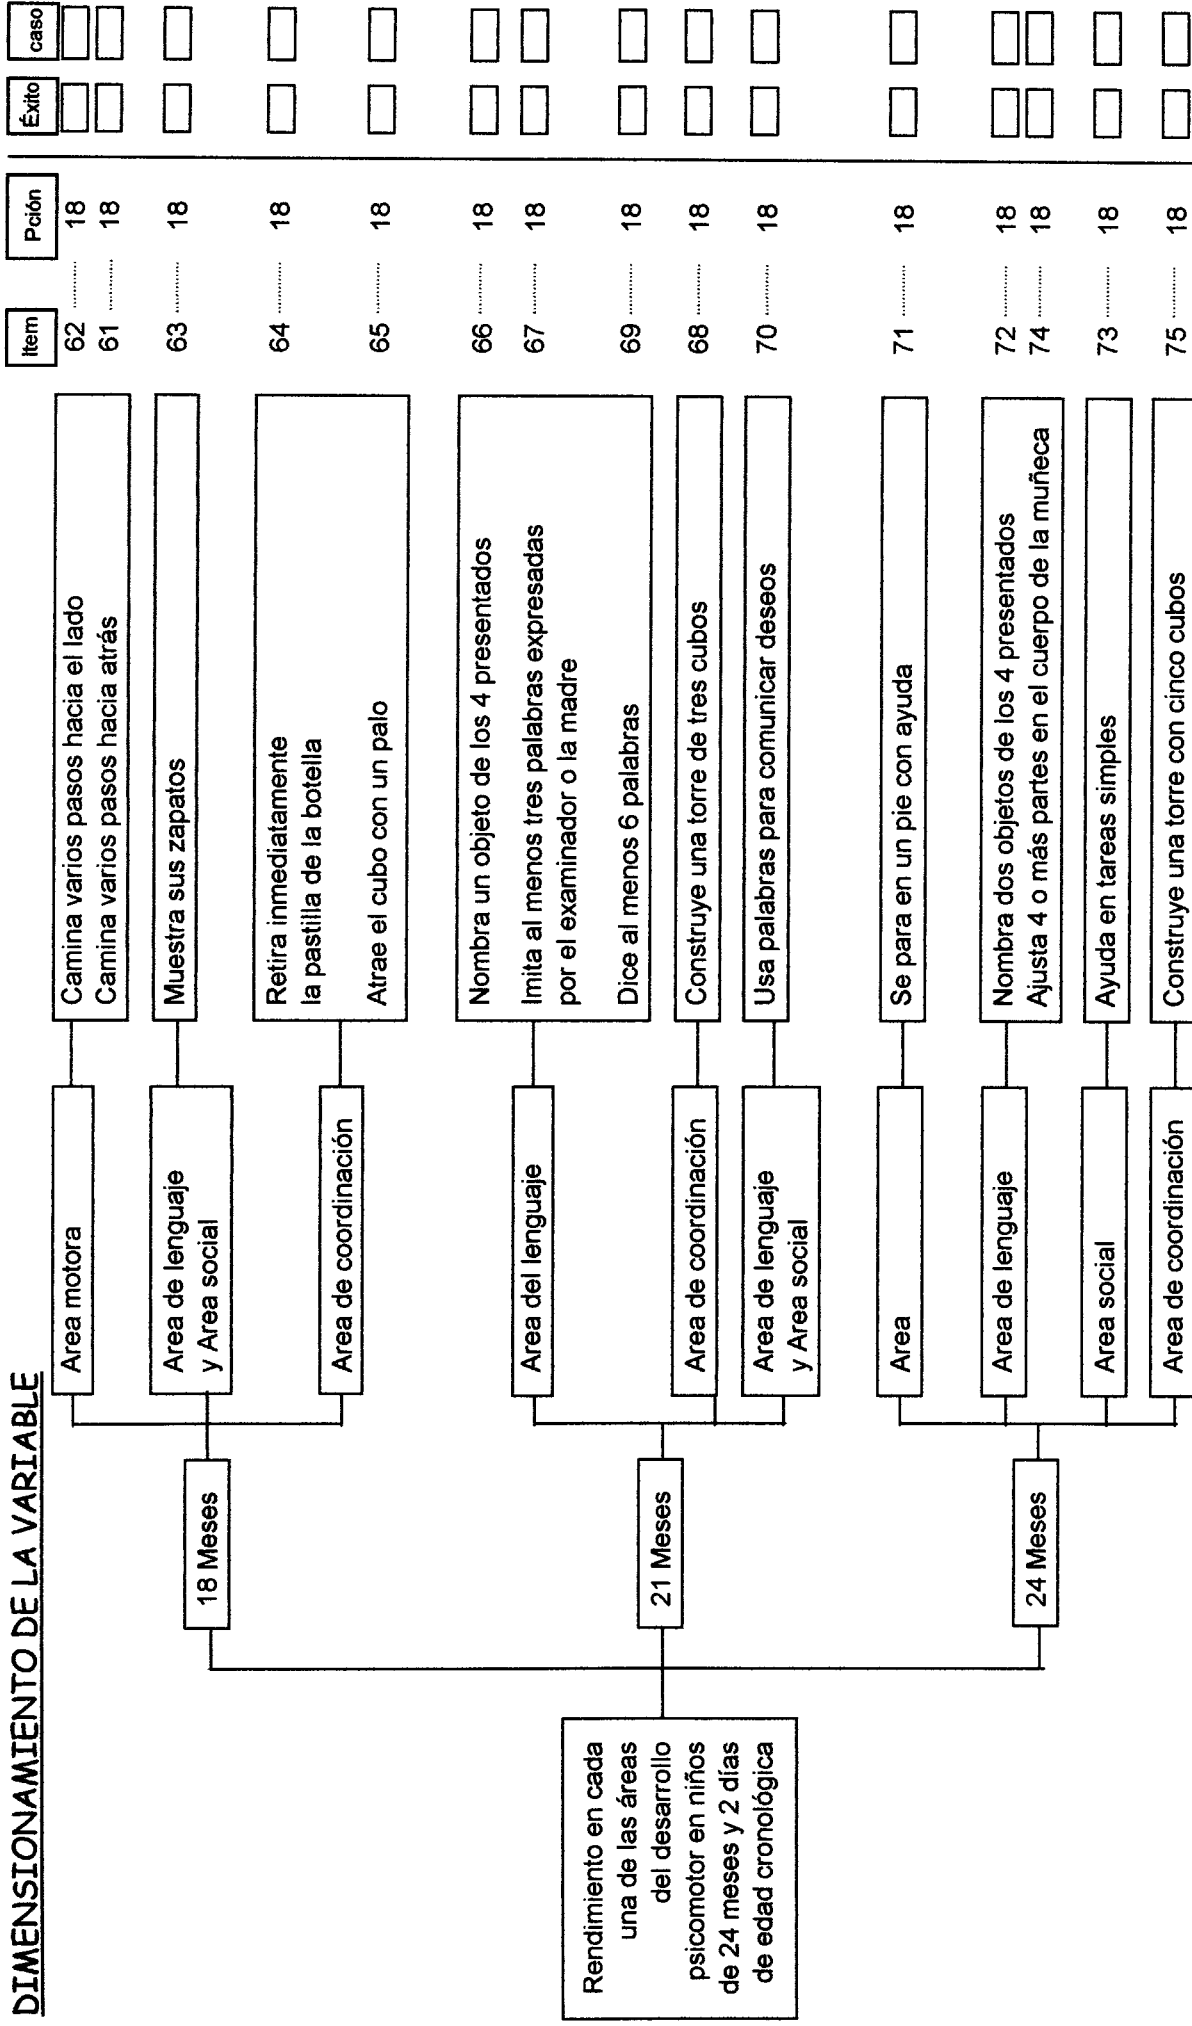 DIMENSIONAMIENTO DE LA VARIABLE
Rendimiento en cada
una de las áreas
del desarrollo
psicomotor en niños
de 24 meses y 2 días
de edad cronológica
Item
Pción
Éxito
caso
18 Meses
Area motora
Camina varios pasos hacia el lado
62 ........... 18
Camina varios pasos hacia atrás
61 ........... 18
Area de lenguaje
y Area social
Muestra sus zapatos
63 ........... 18
Area de coordinación
Retira inmediatamente
la pastilla de la botella
64 ........... 18
Atrae el cubo con un palo
65 ........... 18
21 Meses
Area del lenguaje
Nombra un objeto de los 4 presentados
66 ........... 18
Imita al menos tres palabras expresadas
por el examinador o la madre
67 ........... 18
Dice al menos 6 palabras
69 ........... 18
Area de coordinación
Construye una torre de tres cubos
68 ........... 18
Area de lenguaje
y Area social
Usa palabras para comunicar deseos
70 ........... 18
24 Meses
Area
Se para en un pie con ayuda
71 ........... 18
Area de lenguaje
Nombra dos objetos de los 4 presentados
72 ........... 18
Ajusta 4 o más partes en el cuerpo de la muñeca
74 ........... 18
Area social
Ayuda en tareas simples
73 ........... 18
Area de coordinación
Construye una torre con cinco cubos
75 ........... 18